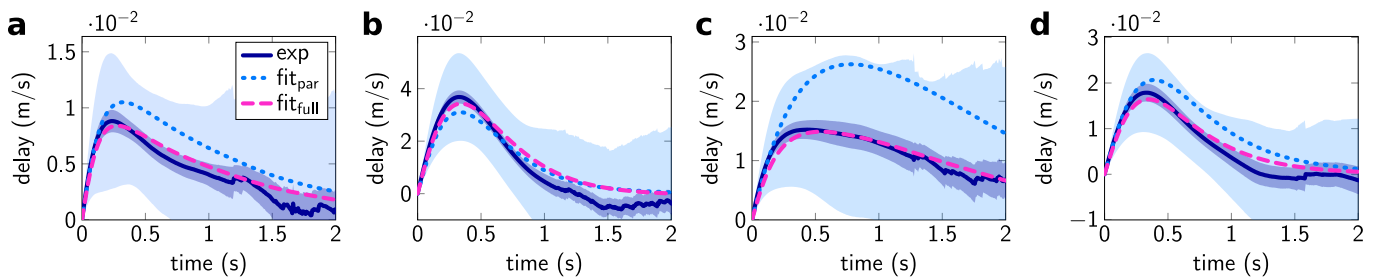 a
·10⁻²
delay (m/s)
1.5
1
0.5
0
exp
fit_par
fit_full
0 0.5 1 1.5 2
time (s)
b
·10⁻²
delay (m/s)
4
2
0
0 0.5 1 1.5 2
time (s)
c
·10⁻²
delay (m/s)
3
2
1
0
0 0.5 1 1.5 2
time (s)
d
·10⁻²
delay (m/s)
3
2
1
0
−1
0 0.5 1 1.5 2
time (s)